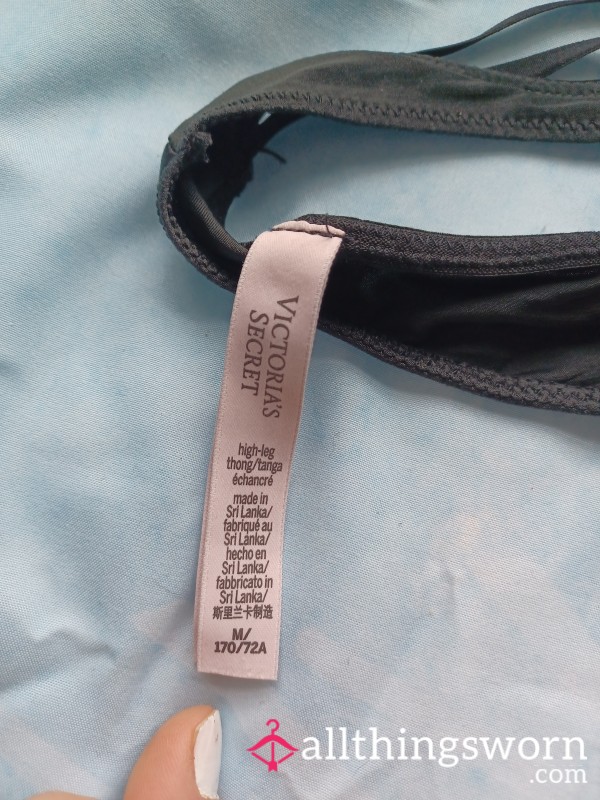 VICTORIA'S
SECRET
high-leg
thong/tanga
échancré
made in
Sri Lanka/
fabriqué au
Sri Lanka/
hecho en
Sri Lanka/
fabbricato in
Sri Lanka/
斯里兰卡制造
M/
170/72A
allthingsworn
.com